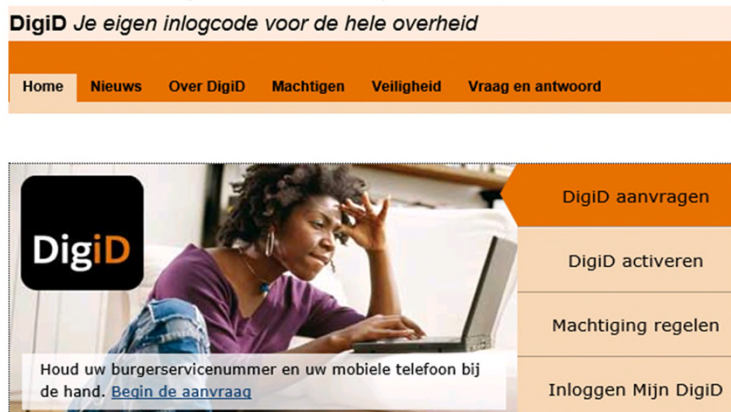 DigiD Je eigen inlogcode voor de hele overheid
Home Nieuws Over DigiD Machtigen Veiligheid Vraag en antwoord
DigiD
Houd uw burgerservicenummer en uw mobiele telefoon bij
de hand. Begin de aanvraag
DigiD aanvragen
DigiD activeren
Machtiging regelen
Inloggen Mijn DigiD